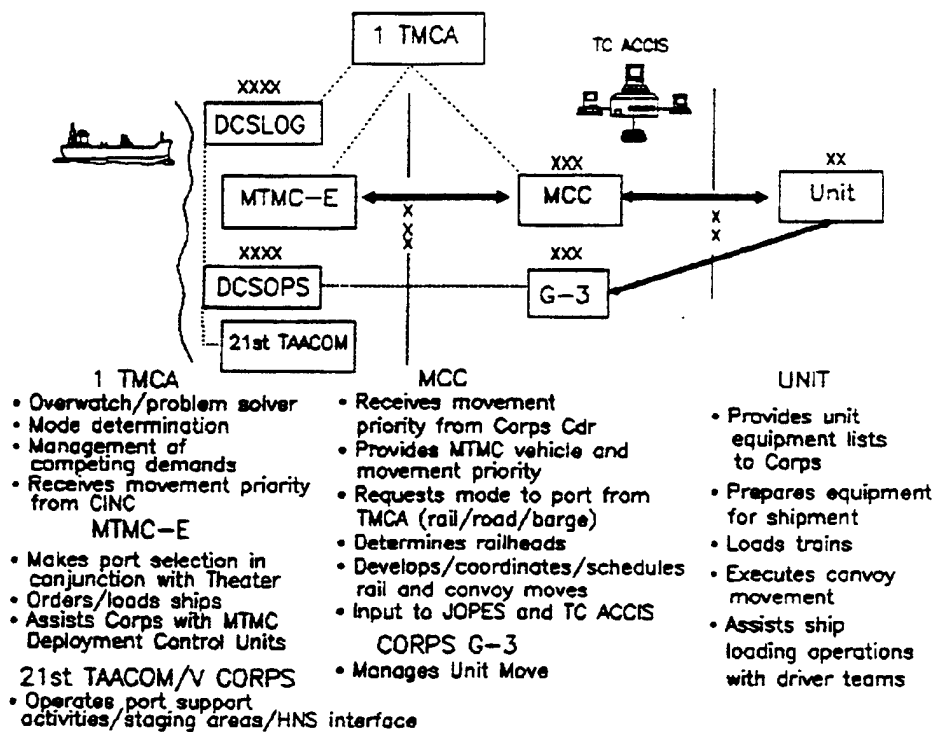 1 TMCA
TC ACCIS
XXXX
DCSLOG
XXX
XX
MTMC-E
MCC
Unit
X
X
X
X
X
XXXX
XXX
DCSOPS
G-3
21st TAACOM
1 TMCA
• Overwatch/problem solver
• Mode determination
• Management of
competing demands
• Receives movement priority
from CINC
MTMC-E
• Makes port selection in
conjunction with Theater
• Orders/loads ships
• Assists Corps with MTMC
Deployment Control Units
21st TAACOM/V CORPS
• Operates port support
activities/staging areas/HNS interface
MCC
• Receives movement
priority from Corps Cdr
• Provides MTMC vehicle and
movement priority
• Requests mode to port from
TMCA (rail/road/barge)
• Determines railheads
• Develops/coordinates/schedules
rail and convoy moves
• Input to JOPES and TC ACCIS
CORPS G-3
• Manages Unit Move
UNIT
• Provides unit
equipment lists
to Corps
• Prepares equipment
for shipment
• Loads trains
• Executes convoy
movement
• Assists ship
loading operations
with driver teams